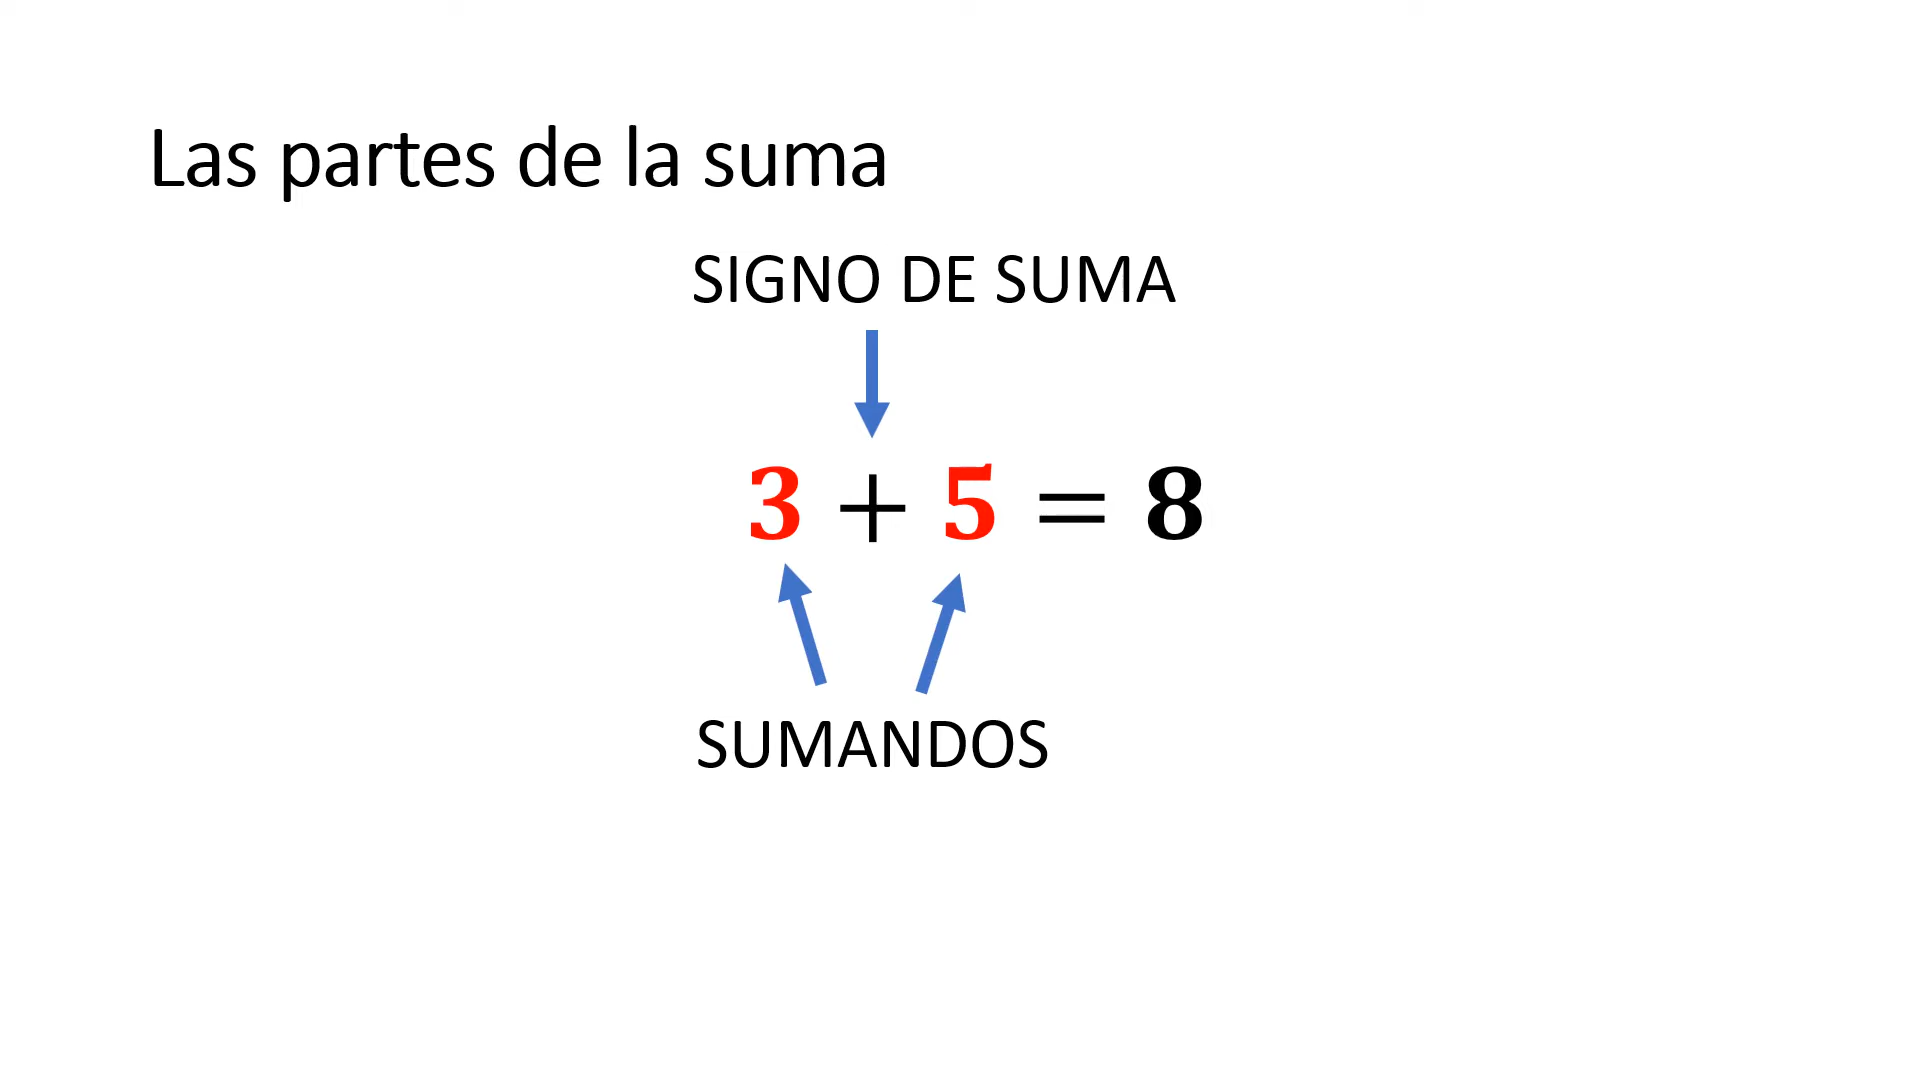 Las partes de la suma
SIGNO DE SUMA
3 + 5 = 8
SUMANDOS